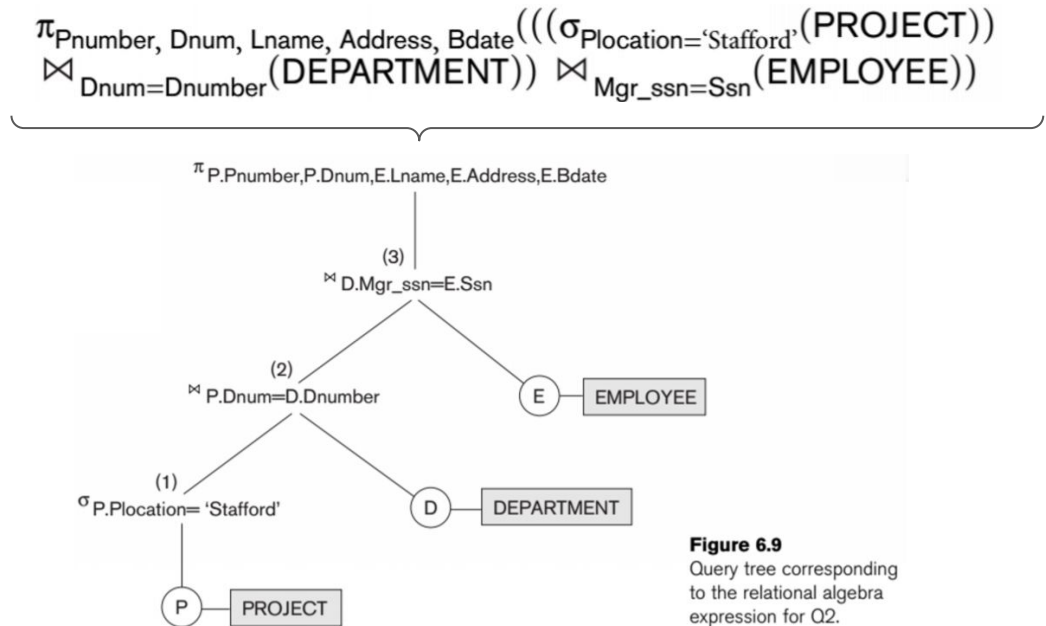 πPnumber, Dnum, Lname, Address, Bdate(((σPlocation=‘Stafford’(PROJECT))
⋈Dnum=Dnumber(DEPARTMENT)) ⋈Mgr_ssn=Ssn(EMPLOYEE))
π P.Pnumber,P.Dnum,E.Lname,E.Address,E.Bdate
(3)
⋈ D.Mgr_ssn=E.Ssn
(2)
⋈ P.Dnum=D.Dnumber
E EMPLOYEE
(1)
σ P.Plocation= ‘Stafford’
D DEPARTMENT
P PROJECT
Figure 6.9
Query tree corresponding
to the relational algebra
expression for Q2.